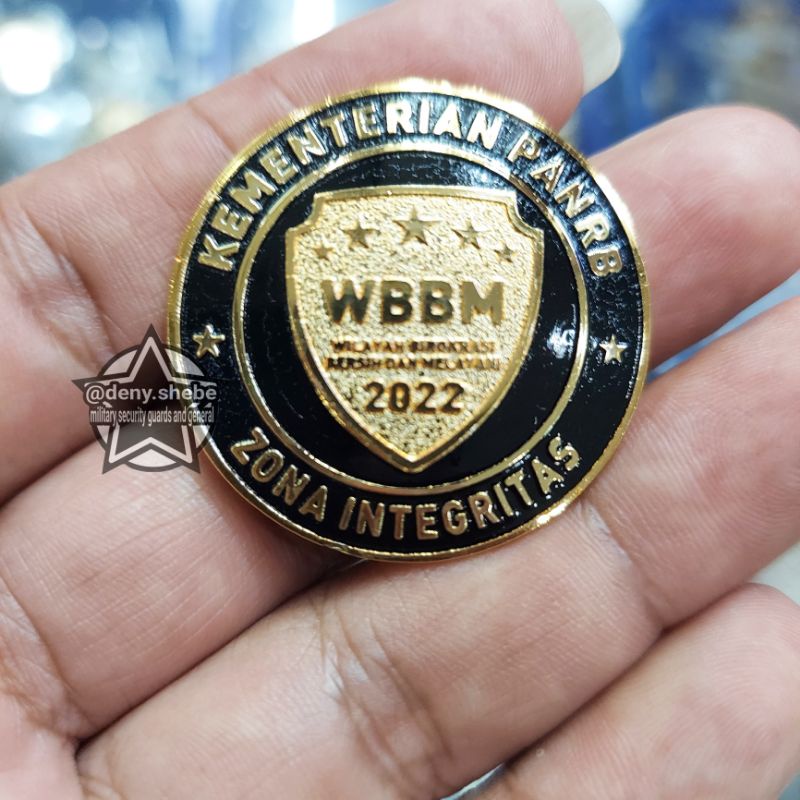 KEMENTERIAN PANRB
WBBM
WILAYAH BIROKRASI
BERSIH DAN MELAYANI
2022
ZONA INTEGRITAS
@deny.shebe
military, security guards and general